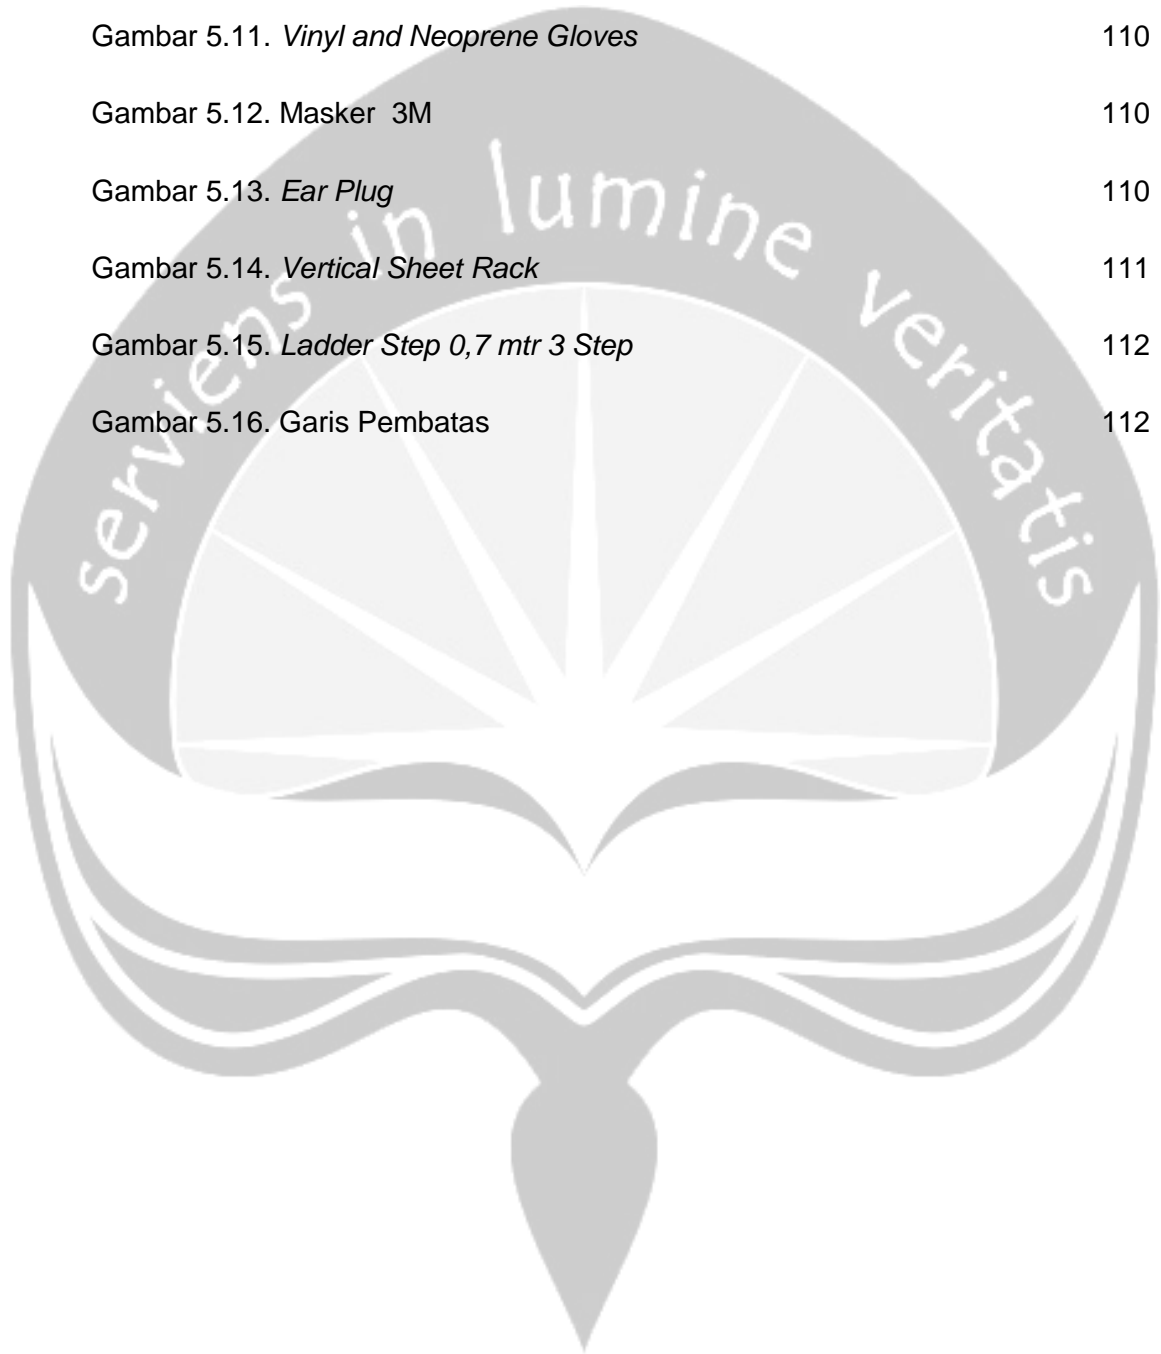 Gambar 5.11. Vinyl and Neoprene Gloves 110
Gambar 5.12. Masker  3M 110
Gambar 5.13. Ear Plug 110
Gambar 5.14. Vertical Sheet Rack 111
Gambar 5.15. Ladder Step 0,7 mtr 3 Step 112
Gambar 5.16. Garis Pembatas 112
serviens in lumine veritatis